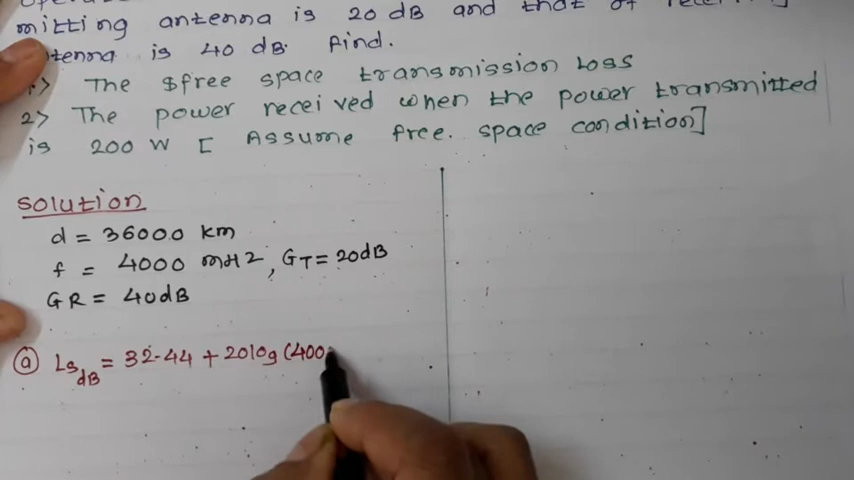 mitting antenna is 20 dB and that of
tenna is 40 dB. Find.
1> The $free space transmission Loss
2> The power received when the power transmitted
is 200 W [ Assume free. space condition]
Solution
d = 36000 km
f = 4000 MHZ, GT = 20dB
GR = 40dB
(a) LsdB = 32.44 + 20log (400